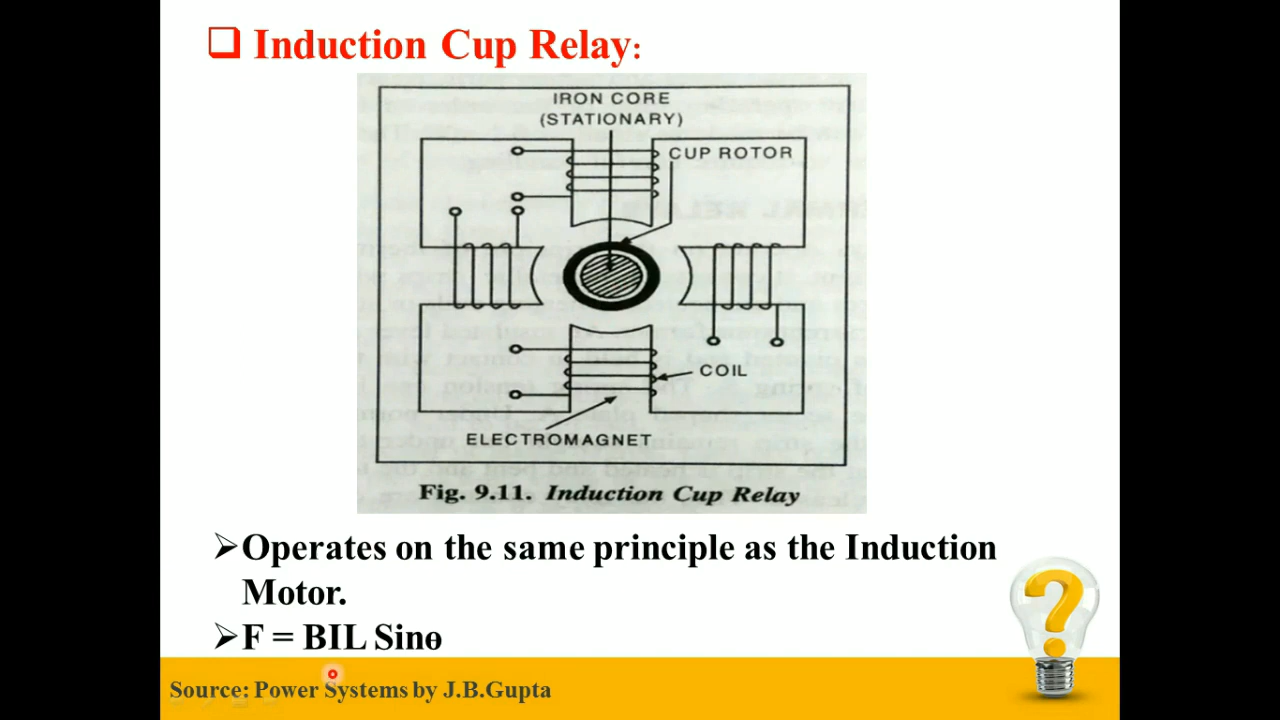 ❑ Induction Cup Relay:
IRON CORE
(STATIONARY)
CUP ROTOR
COIL
ELECTROMAGNET
Fig. 9.11. Induction Cup Relay
➢Operates on the same principle as the Induction
Motor.
➢F = BIL Sinɵ
Source: Power Systems by J.B.Gupta